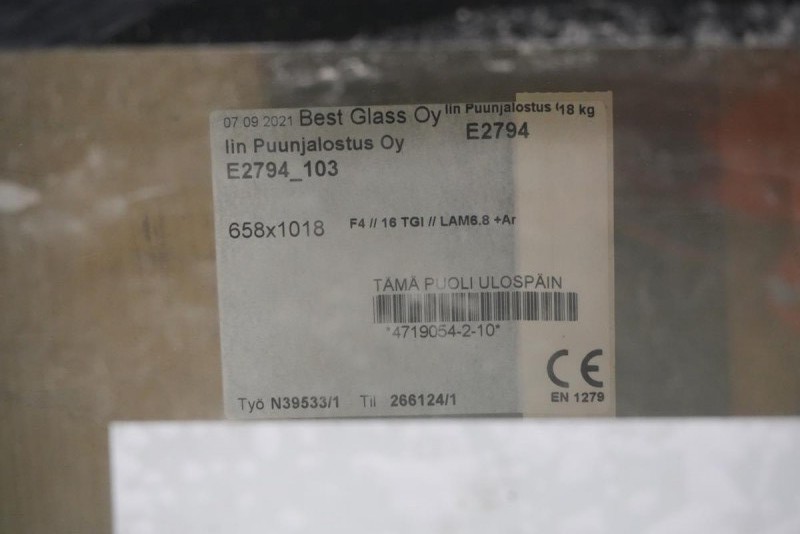 07 09 2021 Best Glass Oy Iin Puunjalostus 18 kg
Iin Puunjalostus Oy E2794
E2794_103
658x1018 F4 // 16 TGI // LAM6.8 +Ar
TÄMÄ PUOLI ULOSPÄIN
*4719054-2-10*
CE
Työ N39533/1 Til 266124/1 EN 1279